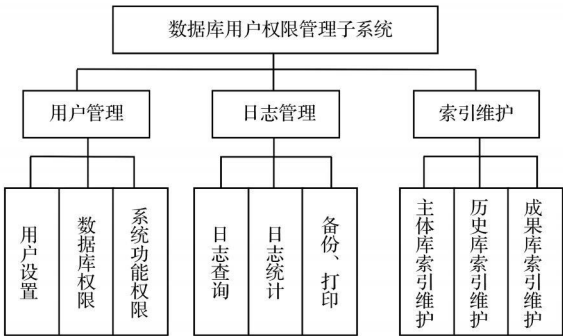 数据库用户权限管理子系统
用户管理
日志管理
索引维护
用户设置
数据库权限
系统功能权限
日志查询
日志统计
备份、打印
主体库索引维护
历史库索引维护
成果库索引维护